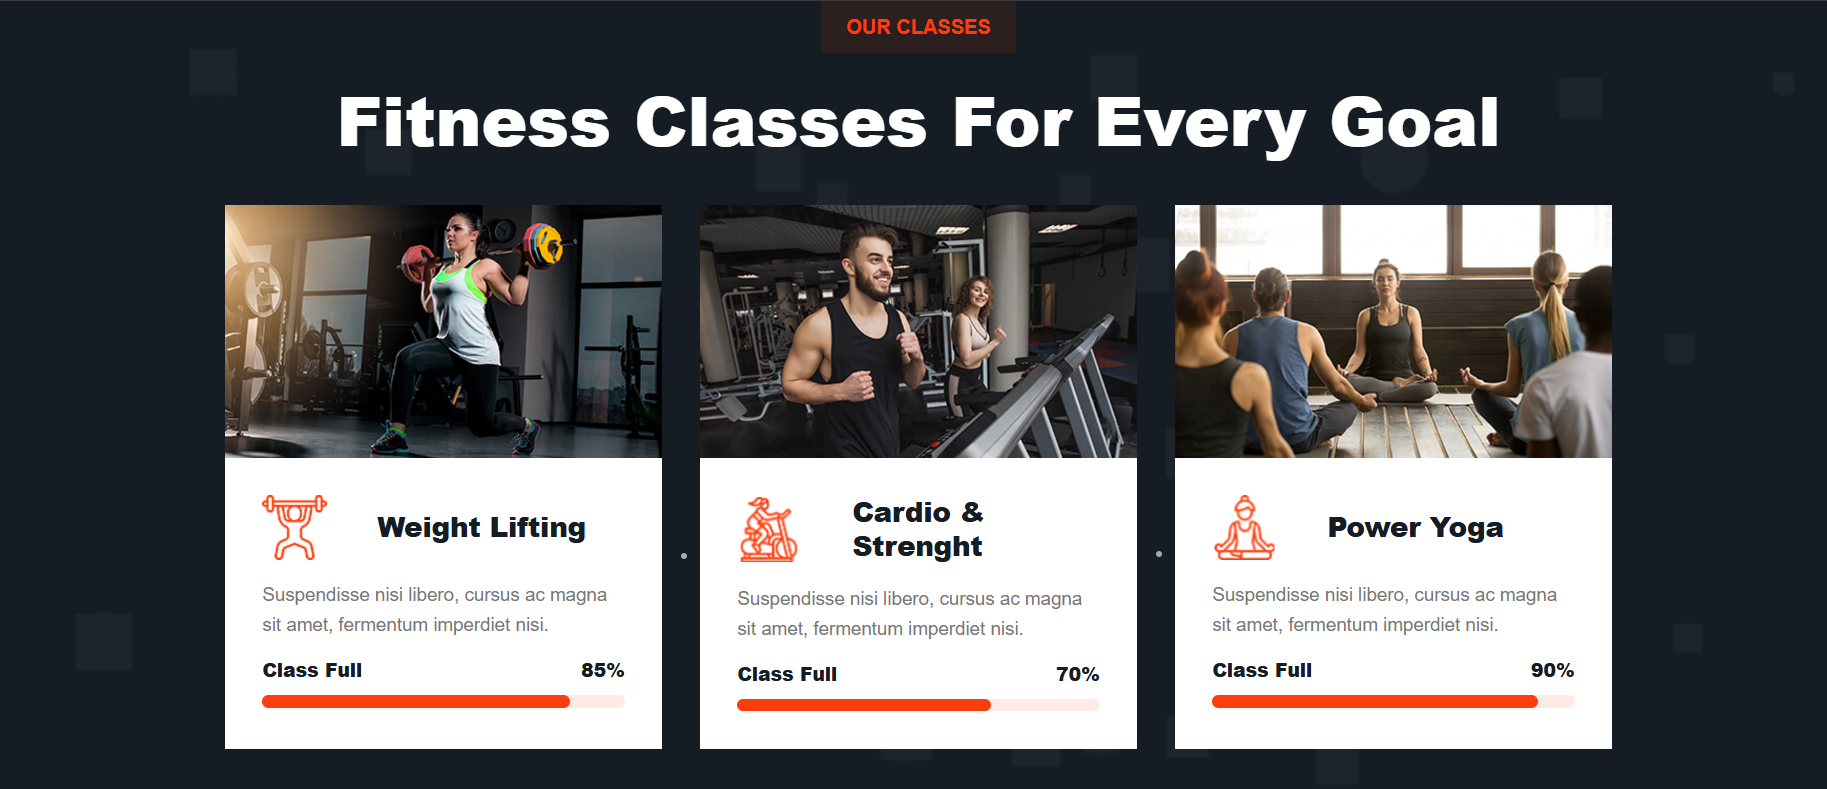 OUR CLASSES
Fitness Classes For Every Goal
Weight Lifting
Suspendisse nisi libero, cursus ac magna
sit amet, fermentum imperdiet nisi.
Class Full 85%
Cardio &
Strenght
Suspendisse nisi libero, cursus ac magna
sit amet, fermentum imperdiet nisi.
Class Full 70%
Power Yoga
Suspendisse nisi libero, cursus ac magna
sit amet, fermentum imperdiet nisi.
Class Full 90%